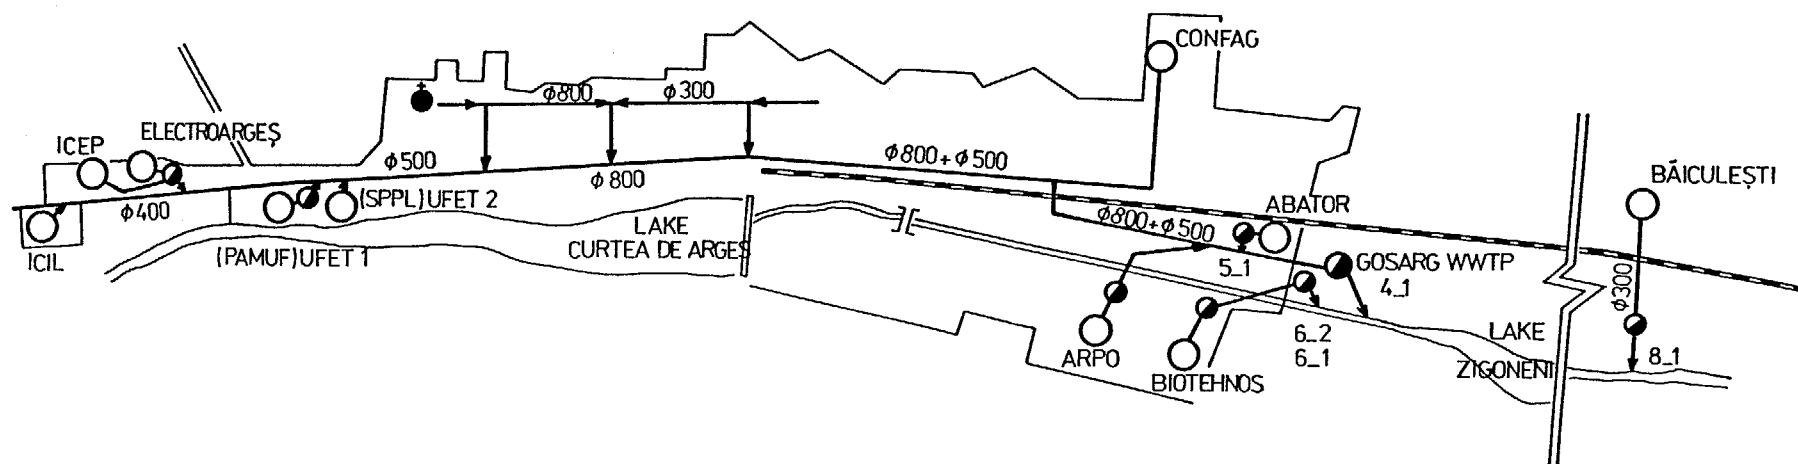 CONFAG
ϕ800
ϕ300
ELECTROARGEȘ
ICEP
ϕ500
ϕ800+ϕ500
ϕ800
BĂICULEȘTI
(SPPL)UFET 2
ABATOR
ϕ400
ϕ800+ϕ500
LAKE
CURTEA DE ARGEȘ
ICIL
(PAMUF)UFET 1
5_1
GOSARG WWTP
4_1
ϕ300
6_2
6_1
LAKE
ZIGONENI
ARPO
BIOTEHNOS
8_1